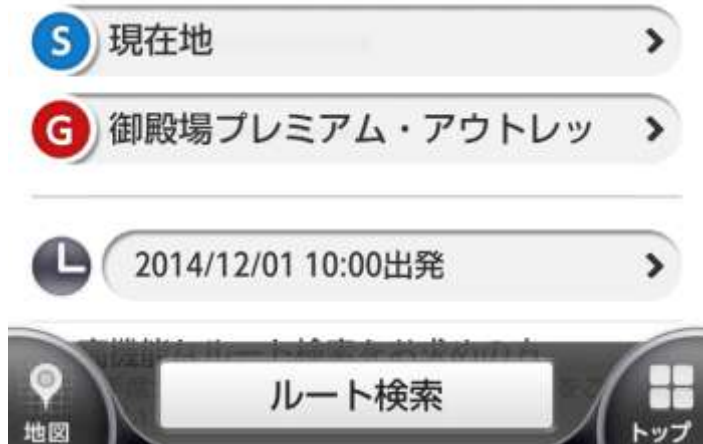 S 現在地
G 御殿場プレミアム・アウトレッ
2014/12/01 10:00出発
ルート検索
地図
トップ